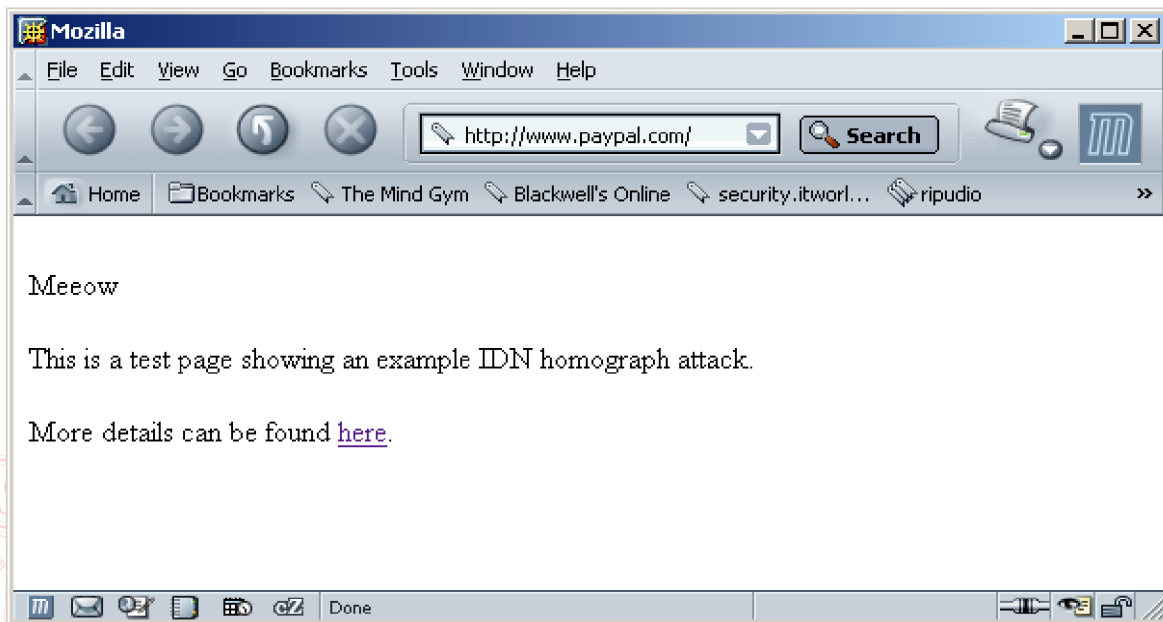 Mozilla
File Edit View Go Bookmarks Tools Window Help
http://www.paypal.com/ Search
Home Bookmarks The Mind Gym Blackwell's Online security.itworl... ripudio »
Meeow
This is a test page showing an example IDN homograph attack.
More details can be found here.
Done